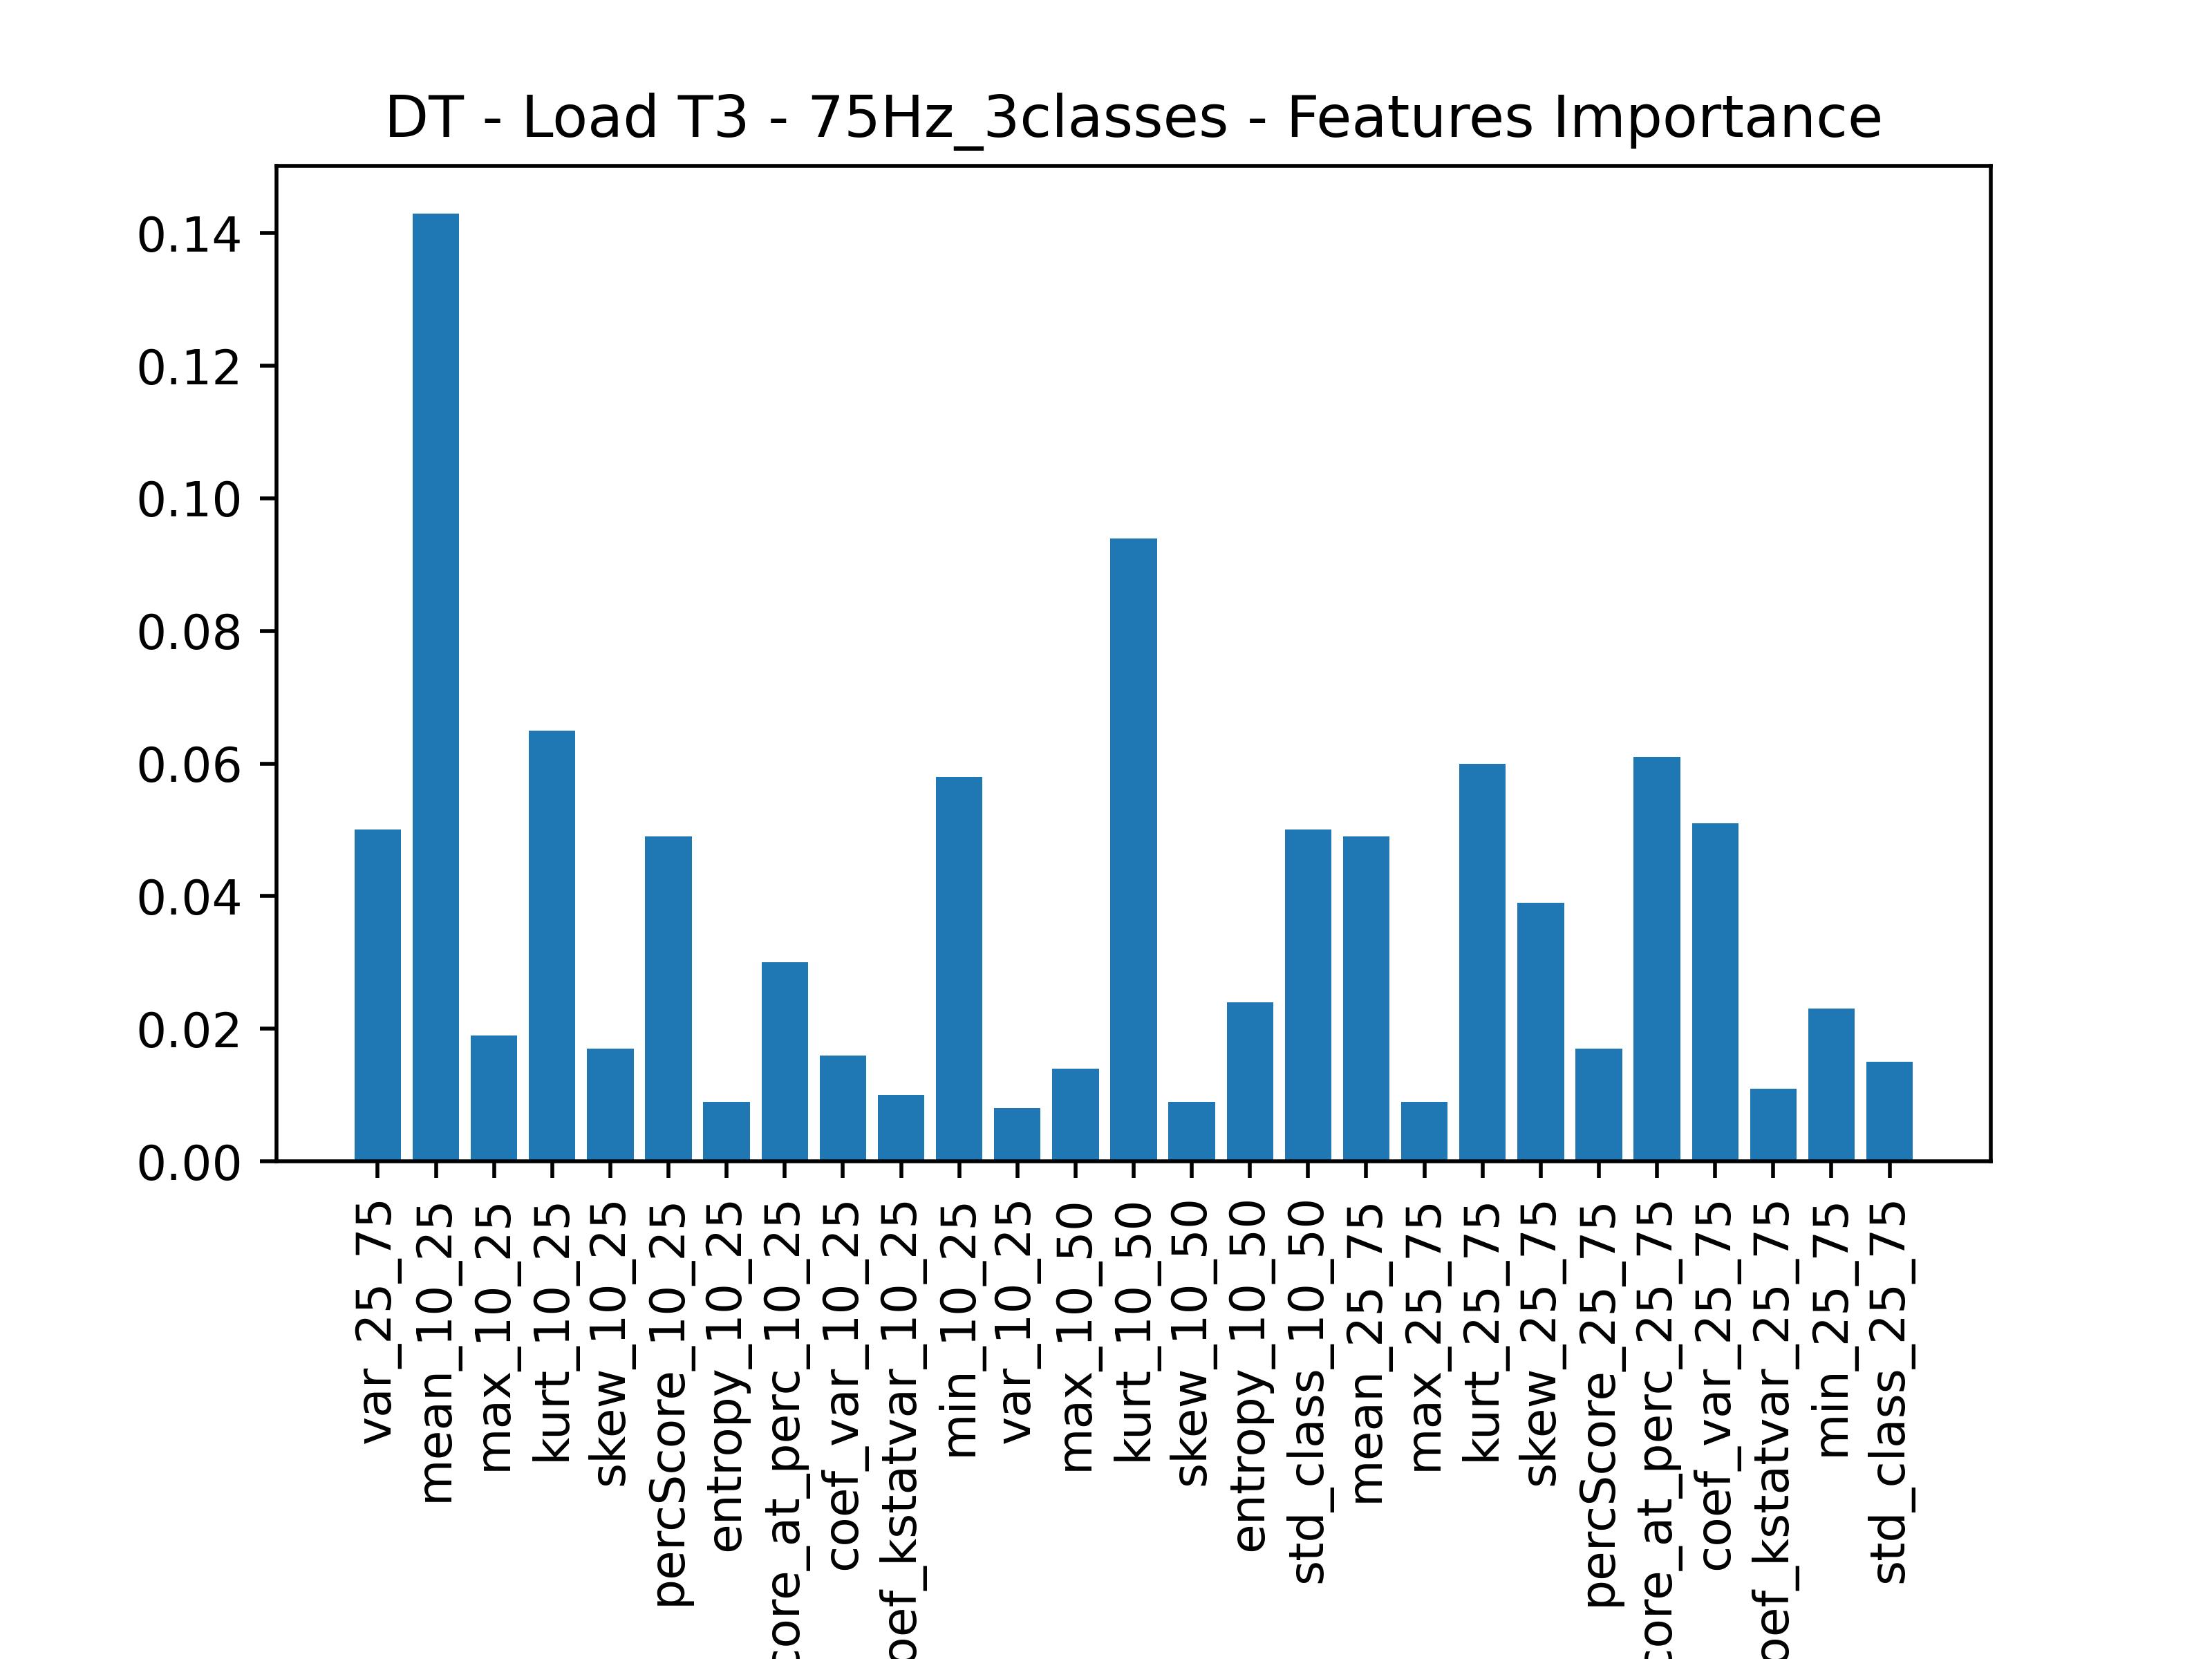 DT - Load T3 - 75Hz_3classes - Features Importance
0.14
0.12
0.10
0.08
0.06
0.04
0.02
0.00
var_25_75
mean_10_25
max_10_25
kurt_10_25
skew_10_25
percScore_10_25
entropy_10_25
core_at_perc_10_25
coef_var_10_25
oef_kstatvar_10_25
min_10_25
var_10_25
max_10_50
kurt_10_50
skew_10_50
entropy_10_50
std_class_10_50
mean_25_75
max_25_75
kurt_25_75
skew_25_75
percScore_25_75
core_at_perc_25_75
coef_var_25_75
oef_kstatvar_25_75
min_25_75
std_class_25_75